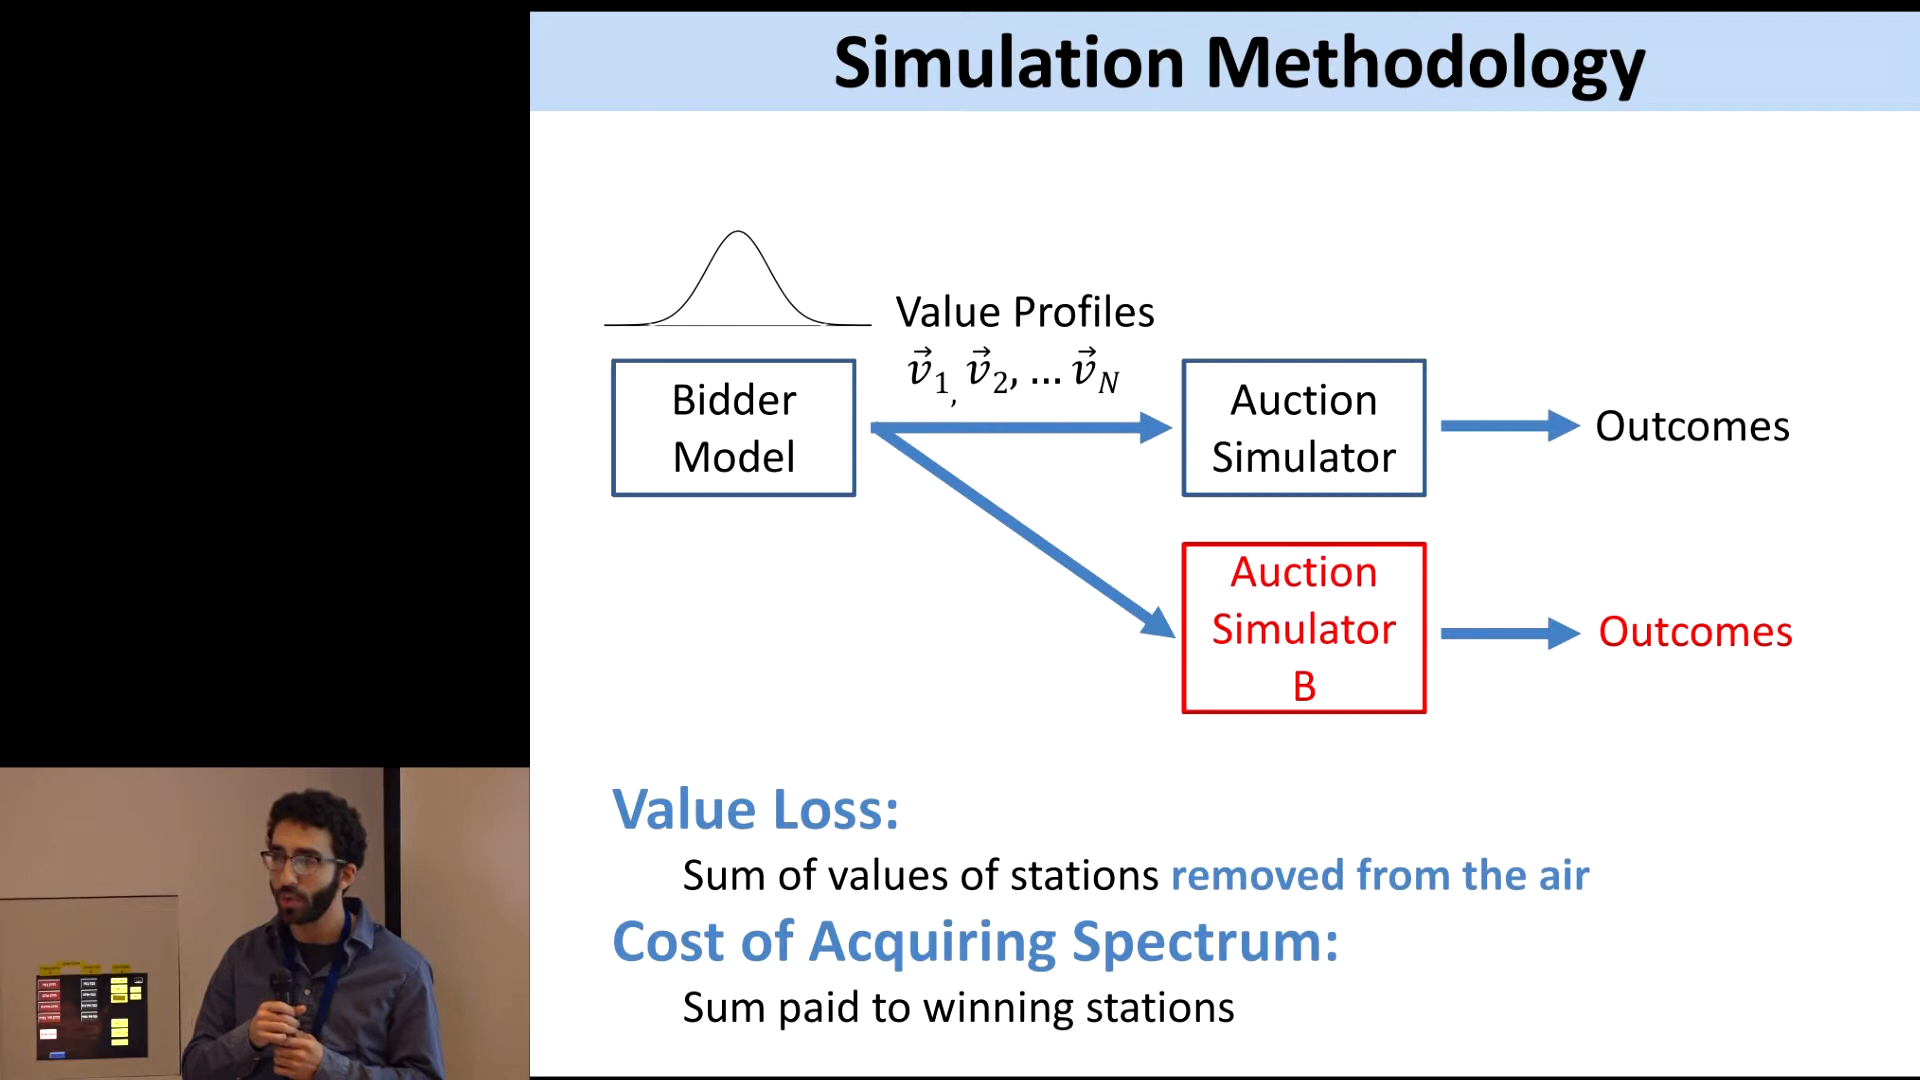 Simulation Methodology
Value Profiles
v⃗₁, v⃗₂, … v⃗_N
Bidder
Model
Auction
Simulator
Outcomes
Auction
Simulator
B
Outcomes
Value Loss:
Sum of values of stations removed from the air
Cost of Acquiring Spectrum:
Sum paid to winning stations